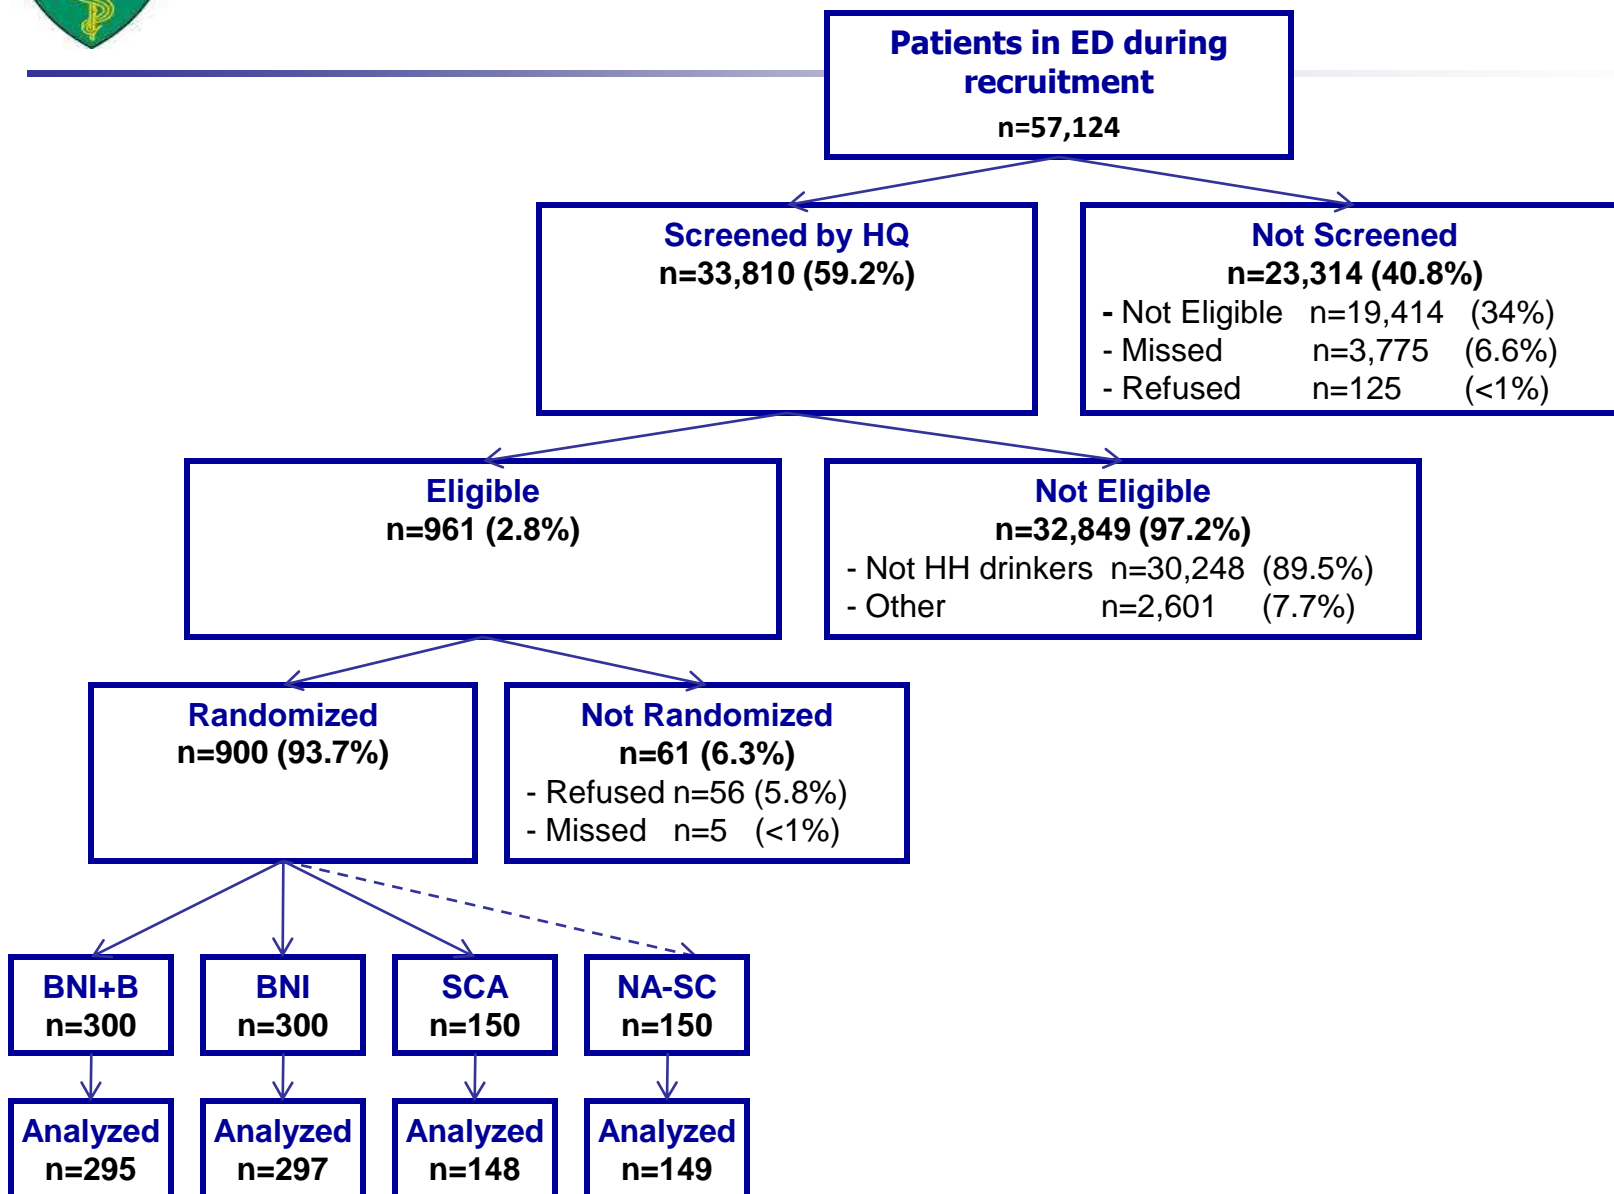 Patients in ED during
recruitment
n=57,124
Screened by HQ
n=33,810 (59.2%)
Not Screened
n=23,314 (40.8%)
- Not Eligible n=19,414 (34%)
- Missed n=3,775 (6.6%)
- Refused n=125 (<1%)
Eligible
n=961 (2.8%)
Not Eligible
n=32,849 (97.2%)
- Not HH drinkers n=30,248 (89.5%)
- Other n=2,601 (7.7%)
Randomized
n=900 (93.7%)
Not Randomized
n=61 (6.3%)
- Refused n=56 (5.8%)
- Missed n=5 (<1%)
BNI+B
n=300
BNI
n=300
SCA
n=150
NA-SC
n=150
Analyzed
n=295
Analyzed
n=297
Analyzed
n=148
Analyzed
n=149